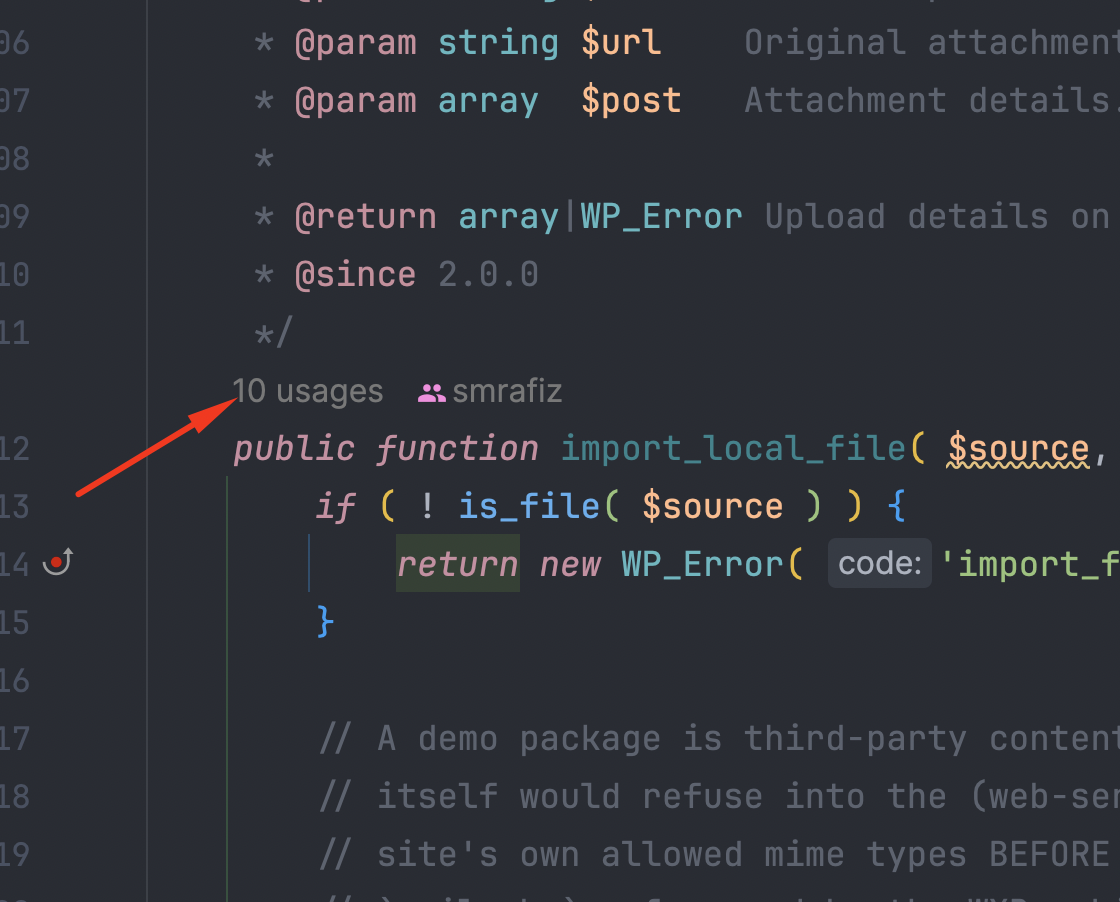 06 * @param string $url Original attachment
07 * @param array $post Attachment details
08 *
09 * @return array|WP_Error Upload details on
10 * @since 2.0.0
11 */
10 usages smrafiz
12 public function import_local_file( $source,
13 if ( ! is_file( $source ) ) {
14 return new WP_Error( code: 'import_f
15 }
16
17 // A demo package is third-party content
18 // itself would refuse into the (web-ser
19 // site's own allowed mime types BEFORE